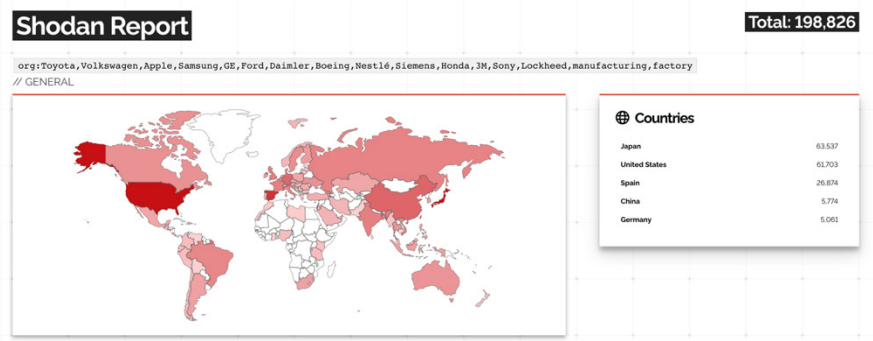 Shodan Report
Total: 198,826
org:Toyota,Volkswagen,Apple,Samsung,GE,Ford,Daimler,Boeing,Nestlé,Siemens,Honda,3M,Sony,Lockheed,manufacturing,factory
// GENERAL
Countries
Japan 63,537
United States 61,703
Spain 26,874
China 5,774
Germany 5,061